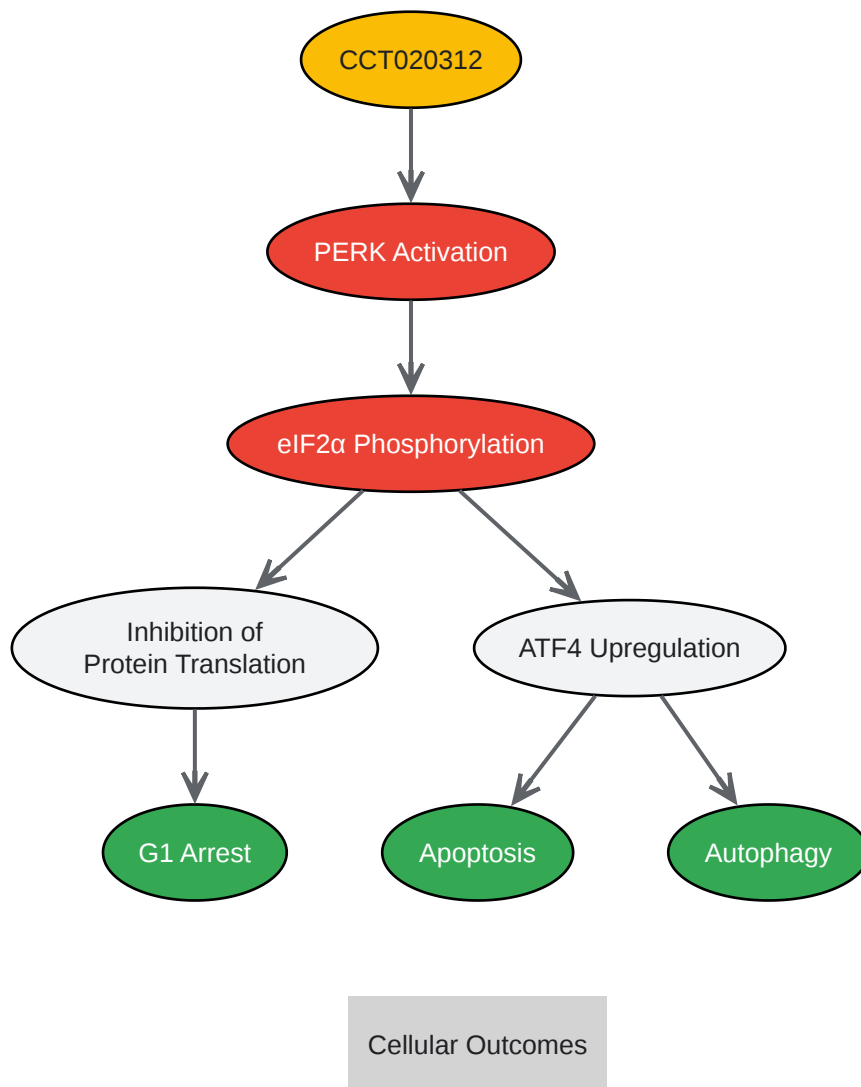 CCT020312
PERK Activation
eIF2α Phosphorylation
Inhibition of
Protein Translation
ATF4 Upregulation
G1 Arrest
Apoptosis
Autophagy
Cellular Outcomes